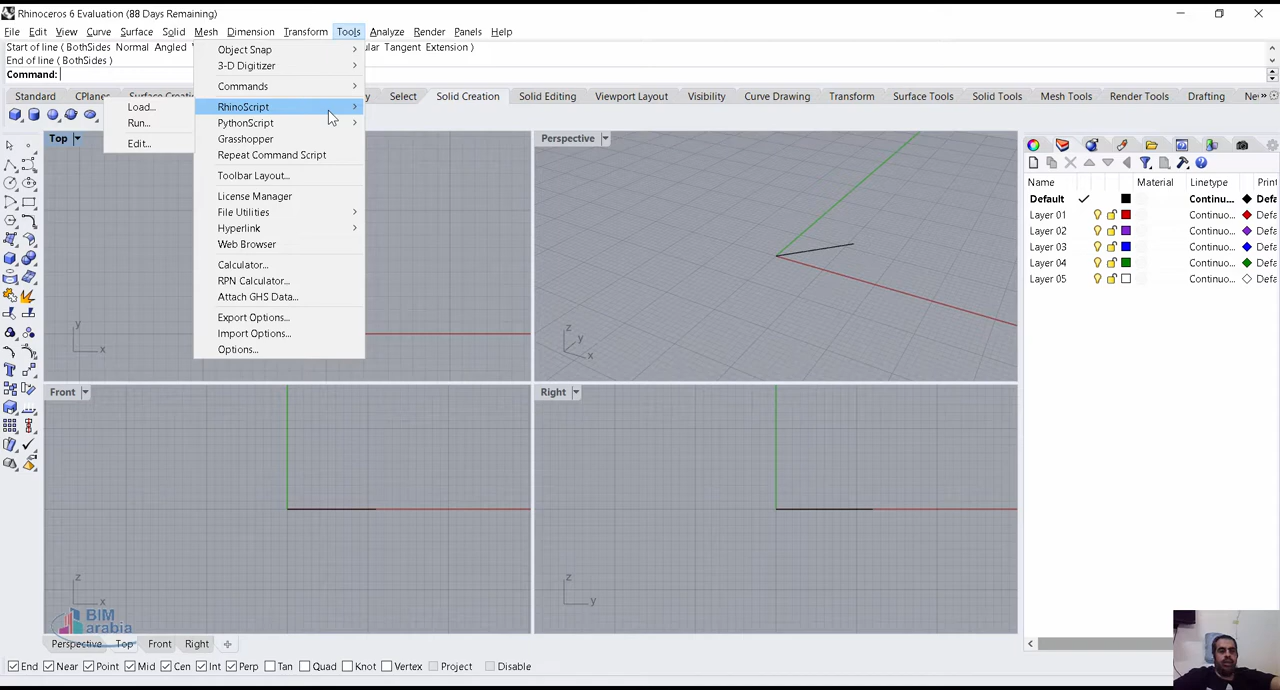 Rhinoceros 6 Evaluation (88 Days Remaining)
File Edit View Curve Surface Solid Mesh Dimension Transform Tools Analyze Render Panels Help
Start of line ( BothSides Normal Angled
ular Tangent Extension )
End of line ( BothSides )
Command:
Standard CPlanes Surface Creati Select Solid Creation Solid Editing Viewport Layout Visibility Curve Drawing Transform Surface Tools Solid Tools Mesh Tools Render Tools Drafting Ne
Object Snap
3-D Digitizer
Commands
RhinoScript
PythonScript
Grasshopper
Repeat Command Script
Toolbar Layout...
License Manager
File Utilities
Hyperlink
Web Browser
Calculator...
RPN Calculator...
Attach GHS Data...
Export Options...
Import Options...
Options...
Load...
Run...
Edit...
Top
y
x
Perspective
z
y
x
Front
z
x
Right
z
y
Name Material Linetype Print
Default Continu... Defa
Layer 01 Continuo... Defa
Layer 02 Continuo... Defa
Layer 03 Continuo... Defa
Layer 04 Continuo... Defa
Layer 05 Continuo... Defa
BIM
arabia
Perspective Top Front Right
End Near Point Mid Cen Int Perp Tan Quad Knot Vertex Project Disable